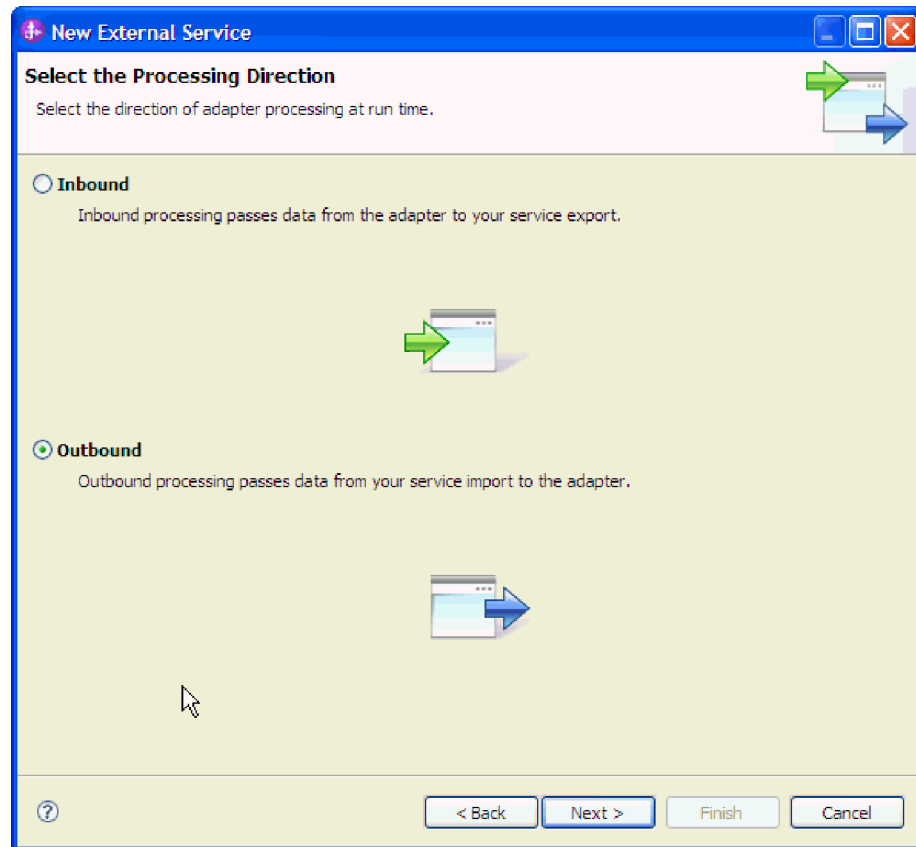 New External Service
Select the Processing Direction
Select the direction of adapter processing at run time.
Inbound
Inbound processing passes data from the adapter to your service export.
Outbound
Outbound processing passes data from your service import to the adapter.
?
< Back
Next >
Finish
Cancel